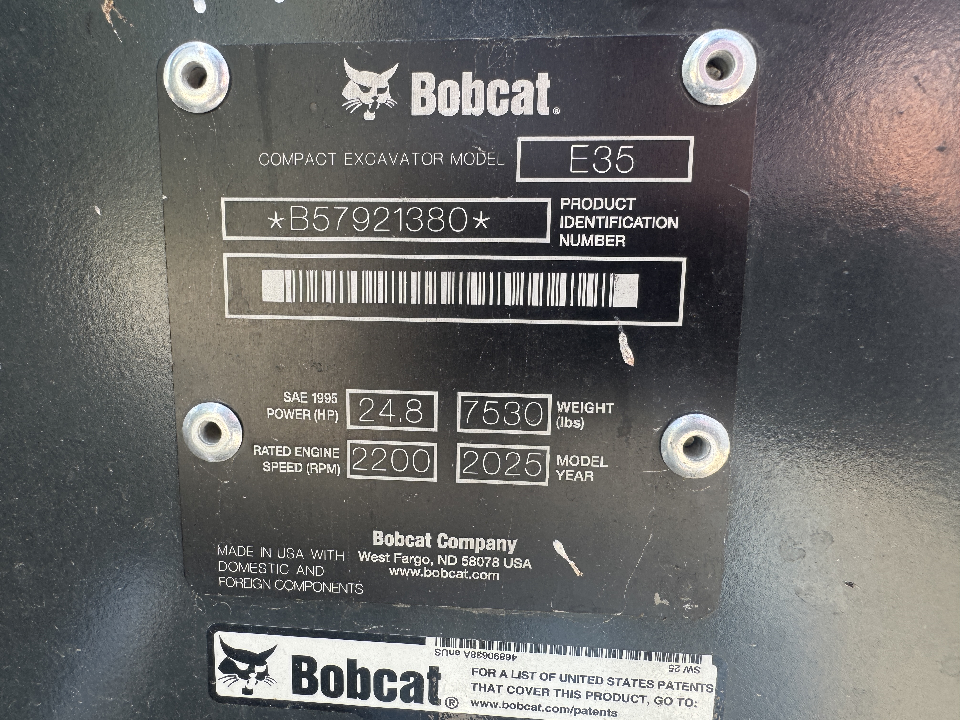 Bobcat®
COMPACT EXCAVATOR MODEL E35
*B57921380*
PRODUCT
IDENTIFICATION
NUMBER
SAE 1995
POWER (HP)
24.8
7530
WEIGHT
(lbs)
RATED ENGINE
SPEED (RPM)
2200
2025
MODEL
YEAR
Bobcat Company
West Fargo, ND 58078 USA
www.bobcat.com
MADE IN USA WITH
DOMESTIC AND
FOREIGN COMPONENTS
Bobcat®
SW 25
FOR A LIST OF UNITED STATES PATENTS
THAT COVER THIS PRODUCT, GO TO:
www.bobcat.com/patents